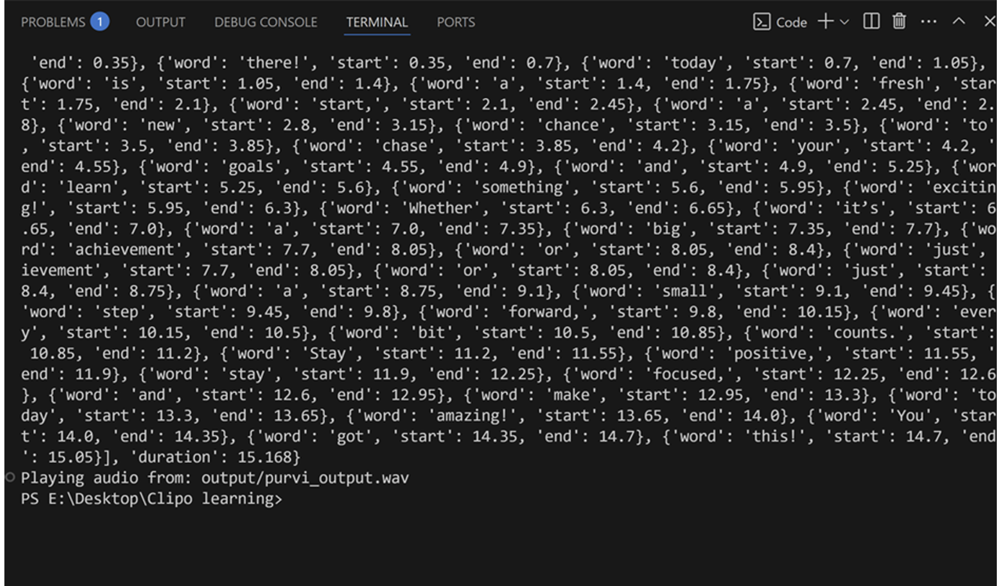 PROBLEMS 1 OUTPUT DEBUG CONSOLE TERMINAL PORTS Code
'end': 0.35}, {'word': 'there!', 'start': 0.35, 'end': 0.7}, {'word': 'today', 'start': 0.7, 'end': 1.05},
{'word': 'is', 'start': 1.05, 'end': 1.4}, {'word': 'a', 'start': 1.4, 'end': 1.75}, {'word': 'fresh', 'star
t': 1.75, 'end': 2.1}, {'word': 'start,', 'start': 2.1, 'end': 2.45}, {'word': 'a', 'start': 2.45, 'end': 2.
8}, {'word': 'new', 'start': 2.8, 'end': 3.15}, {'word': 'chance', 'start': 3.15, 'end': 3.5}, {'word': 'to'
, 'start': 3.5, 'end': 3.85}, {'word': 'chase', 'start': 3.85, 'end': 4.2}, {'word': 'your', 'start': 4.2, '
end': 4.55}, {'word': 'goals', 'start': 4.55, 'end': 4.9}, {'word': 'and', 'start': 4.9, 'end': 5.25}, {'wor
d': 'learn', 'start': 5.25, 'end': 5.6}, {'word': 'something', 'start': 5.6, 'end': 5.95}, {'word': 'excitin
g!', 'start': 5.95, 'end': 6.3}, {'word': 'Whether', 'start': 6.3, 'end': 6.65}, {'word': 'it’s', 'start': 6
.65, 'end': 7.0}, {'word': 'a', 'start': 7.0, 'end': 7.35}, {'word': 'big', 'start': 7.35, 'end': 7.7}, {'wo
rd': 'achievement', 'start': 7.7, 'end': 8.05}, {'word': 'or', 'start': 8.05, 'end': 8.4}, {'word': 'just',
ievement', 'start': 7.7, 'end': 8.05}, {'word': 'or', 'start': 8.05, 'end': 8.4}, {'word': 'just', 'start':
8.4, 'end': 8.75}, {'word': 'a', 'start': 8.75, 'end': 9.1}, {'word': 'small', 'start': 9.1, 'end': 9.45}, {
'word': 'step', 'start': 9.45, 'end': 9.8}, {'word': 'forward,', 'start': 9.8, 'end': 10.15}, {'word': 'ever
y', 'start': 10.15, 'end': 10.5}, {'word': 'bit', 'start': 10.5, 'end': 10.85}, {'word': 'counts.', 'start':
10.85, 'end': 11.2}, {'word': 'Stay', 'start': 11.2, 'end': 11.55}, {'word': 'positive,', 'start': 11.55, '
end': 11.9}, {'word': 'stay', 'start': 11.9, 'end': 12.25}, {'word': 'focused,', 'start': 12.25, 'end': 12.6
}, {'word': 'and', 'start': 12.6, 'end': 12.95}, {'word': 'make', 'start': 12.95, 'end': 13.3}, {'word': 'to
day', 'start': 13.3, 'end': 13.65}, {'word': 'amazing!', 'start': 13.65, 'end': 14.0}, {'word': 'You', 'star
t': 14.0, 'end': 14.35}, {'word': 'got', 'start': 14.35, 'end': 14.7}, {'word': 'this!', 'start': 14.7, 'end
': 15.05}], 'duration': 15.168}
Playing audio from: output/purvi_output.wav
PS E:\Desktop\Clipo learning>